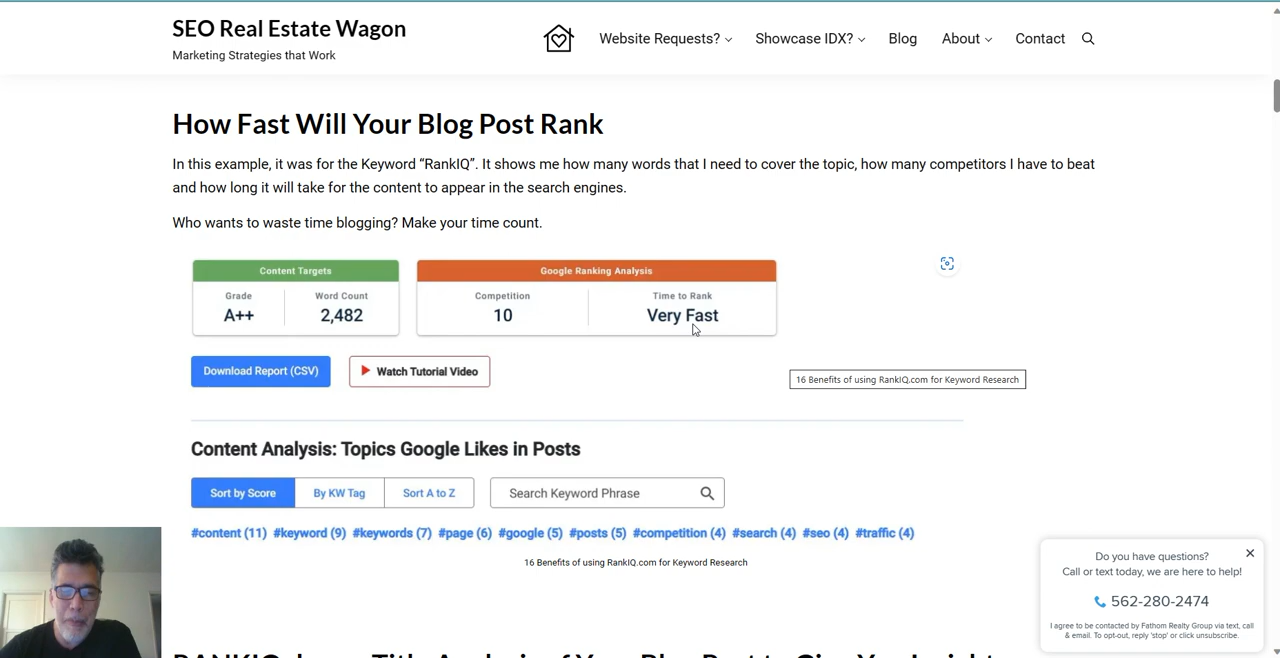 SEO Real Estate Wagon
Marketing Strategies that Work
Website Requests?
Showcase IDX?
Blog
About
Contact
How Fast Will Your Blog Post Rank
In this example, it was for the Keyword “RankIQ”. It shows me how many words that I need to cover the topic, how many competitors I have to beat
and how long it will take for the content to appear in the search engines.
Who wants to waste time blogging? Make your time count.
Content Targets
Grade
Word Count
A++
2,482
Google Ranking Analysis
Competition
Time to Rank
10
Very Fast
Download Report (CSV)
Watch Tutorial Video
16 Benefits of using RankIQ.com for Keyword Research
Content Analysis: Topics Google Likes in Posts
Sort by Score
By KW Tag
Sort A to Z
Search Keyword Phrase
#content (11) #keyword (9) #keywords (7) #page (6) #google (5) #posts (5) #competition (4) #search (4) #seo (4) #traffic (4)
16 Benefits of using RankIQ.com for Keyword Research
Do you have questions?
Call or text today, we are here to help!
562-280-2474
I agree to be contacted by Fathom Realty Group via text, call
& email. To opt-out, reply 'stop' or click unsubscribe.